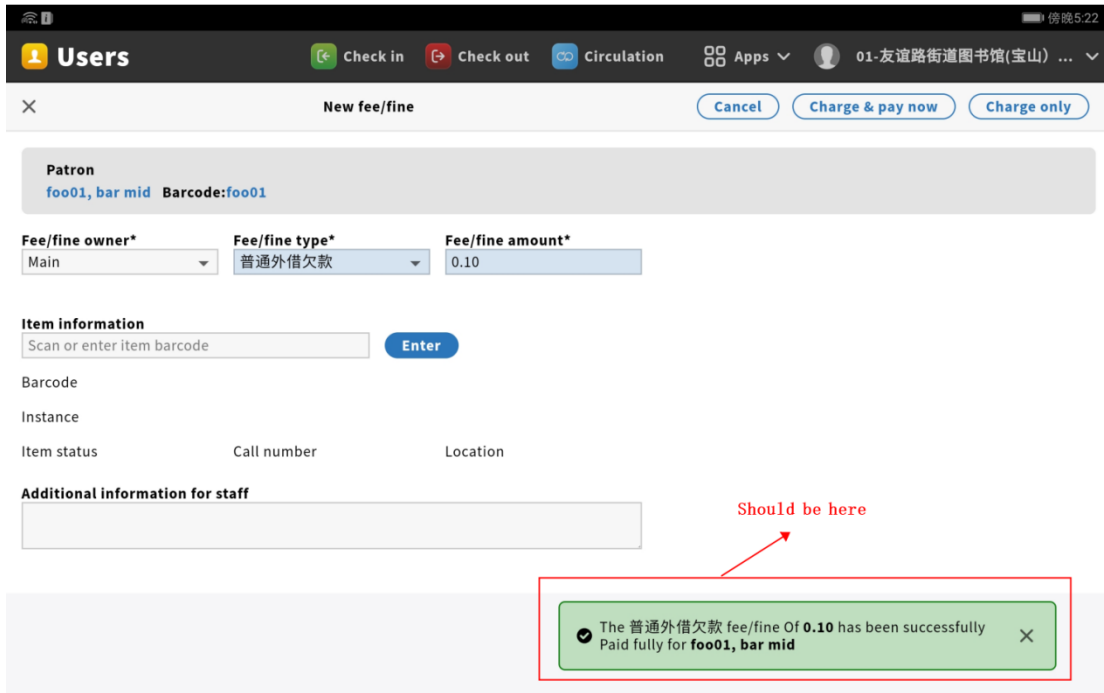 傍晚5:22
Users
Check in
Check out
Circulation
Apps
01-友谊路街道图书馆(宝山) ...
New fee/fine
Cancel
Charge & pay now
Charge only
Patron
foo01, bar mid Barcode:foo01
Fee/fine owner* Fee/fine type* Fee/fine amount*
Main 普通外借欠款 0.10
Item information
Scan or enter item barcode Enter
Barcode
Instance
Item status Call number Location
Additional information for staff
Should be here
The 普通外借欠款 fee/fine Of 0.10 has been successfully
Paid fully for foo01, bar mid